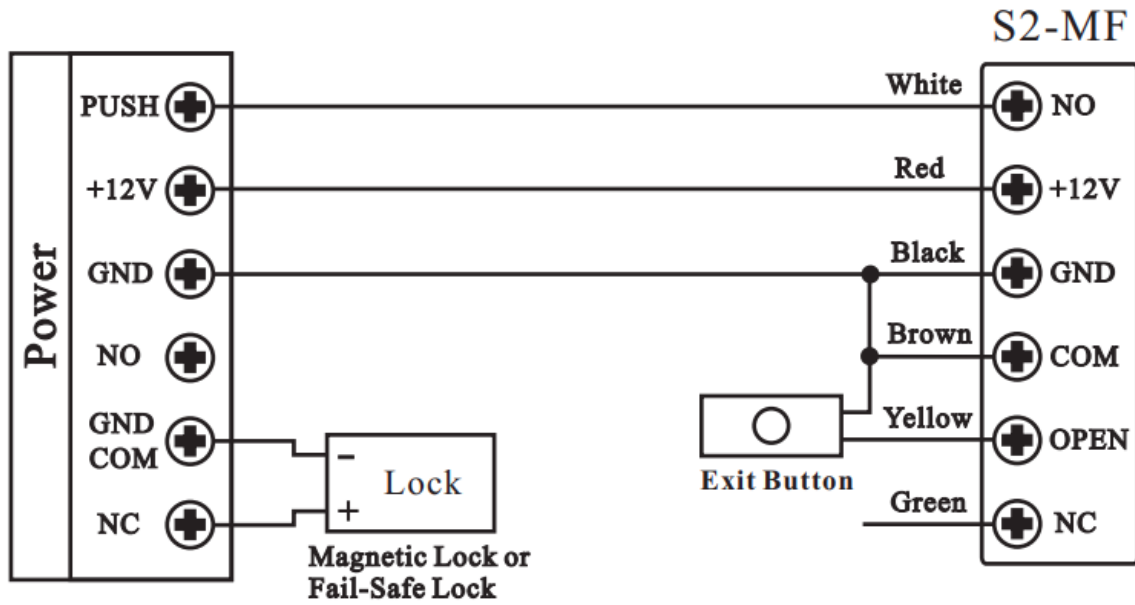 S2-MF
Power
PUSH
White
NO
+12V
Red
+12V
GND
Black
GND
NO
Brown
COM
GND
COM
-
Lock
+
Yellow
OPEN
Exit Button
NC
Green
NC
Magnetic Lock or
Fail-Safe Lock